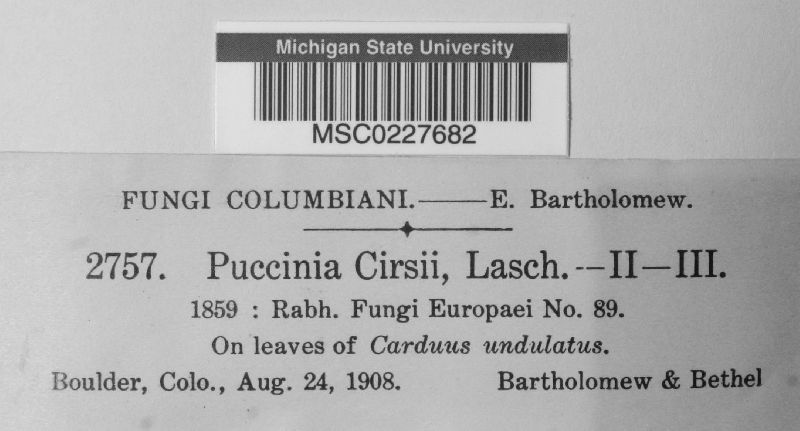 Michigan State University
MSC0227682
FUNGI COLUMBIANI.——E. Bartholomew.
2757. Puccinia Cirsii, Lasch.--II—III.
1859 : Rabh. Fungi Europaei No. 89.
On leaves of Carduus undulatus.
Boulder, Colo., Aug. 24, 1908. Bartholomew & Bethel